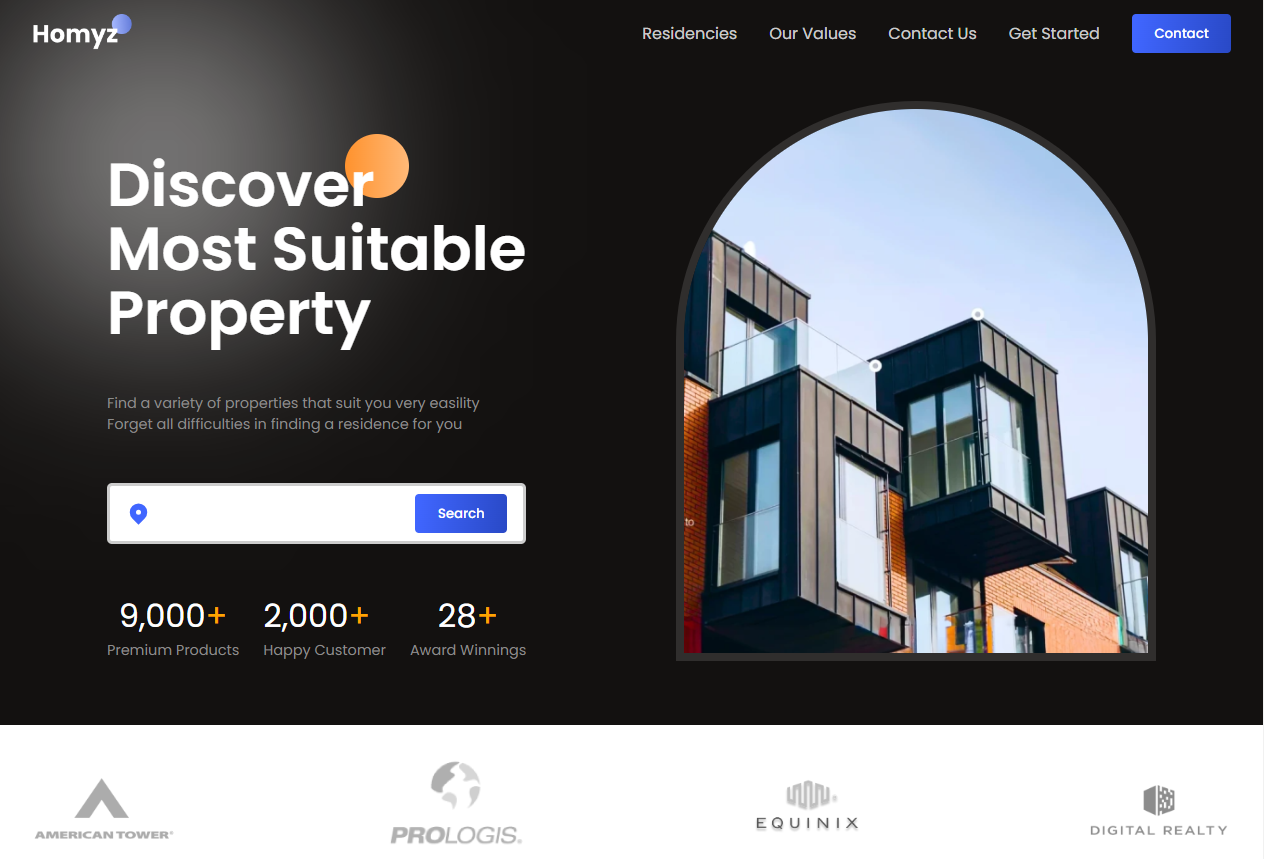 Homyz
Residencies
Our Values
Contact Us
Get Started
Contact
Discover
Most Suitable
Property
Find a variety of properties that suit you very easility
Forget all difficulties in finding a residence for you
Search
9,000+
2,000+
28+
Premium Products
Happy Customer
Award Winnings
to
AMERICAN TOWER®
PROLOGIS®
EQUINIX®
DIGITAL REALTY